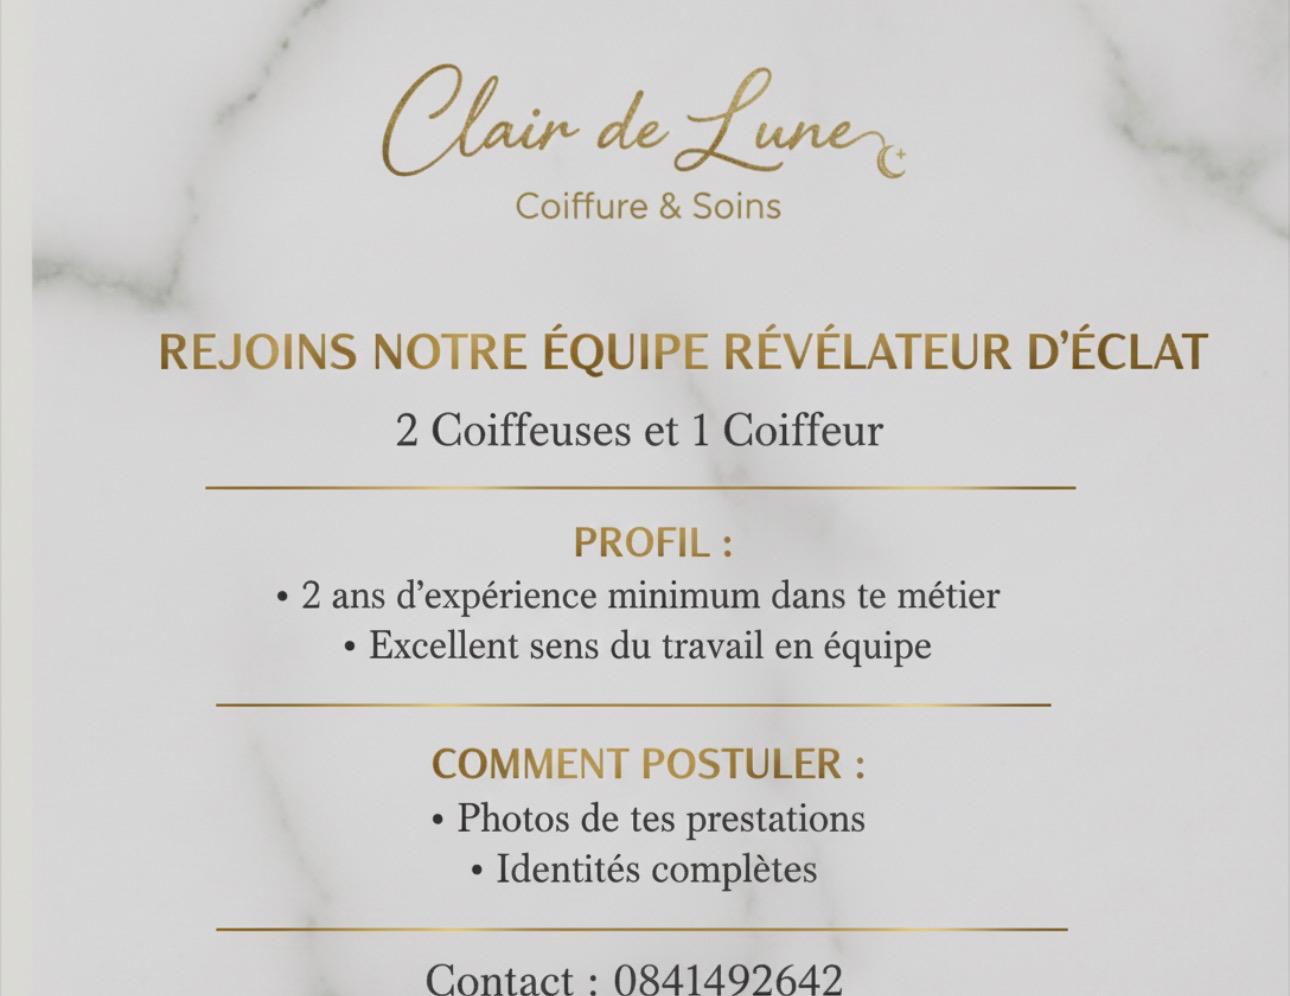 Clair de Lune
Coiffure & Soins
REJOINS NOTRE ÉQUIPE RÉVÉLATEUR D’ÉCLAT
2 Coiffeuses et 1 Coiffeur
PROFIL :
• 2 ans d’expérience minimum dans te métier
• Excellent sens du travail en équipe
COMMENT POSTULER :
• Photos de tes prestations
• Identités complètes
Contact : 0841492642